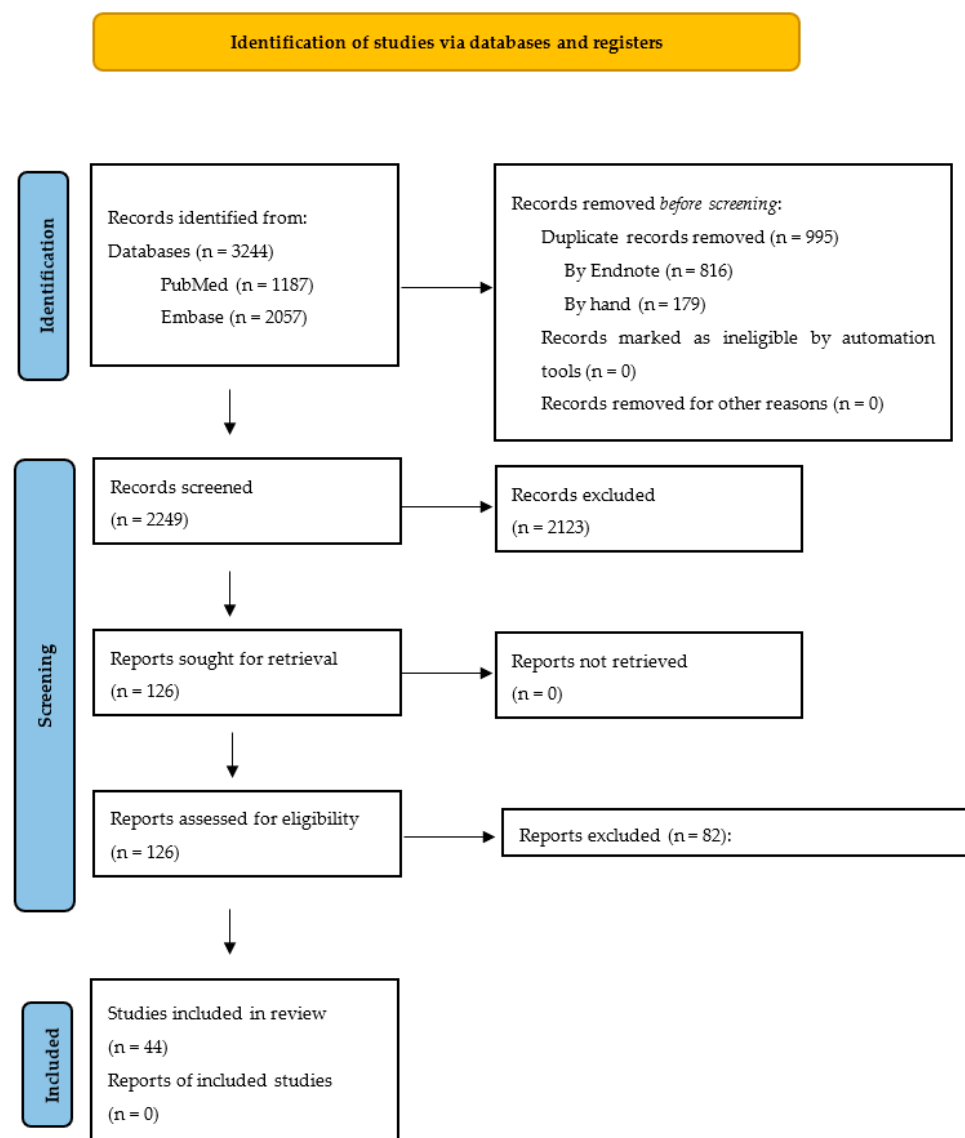 Identification of studies via databases and registers
Identification
Records identified from:
Databases (n = 3244)
PubMed (n = 1187)
Embase (n = 2057)
Records removed before screening:
Duplicate records removed (n = 995)
By Endnote (n = 816)
By hand (n = 179)
Records marked as ineligible by automation
tools (n = 0)
Records removed for other reasons (n = 0)
Screening
Records screened
(n = 2249)
Records excluded
(n = 2123)
Reports sought for retrieval
(n = 126)
Reports not retrieved
(n = 0)
Reports assessed for eligibility
(n = 126)
Reports excluded (n = 82):
Included
Studies included in review
(n = 44)
Reports of included studies
(n = 0)